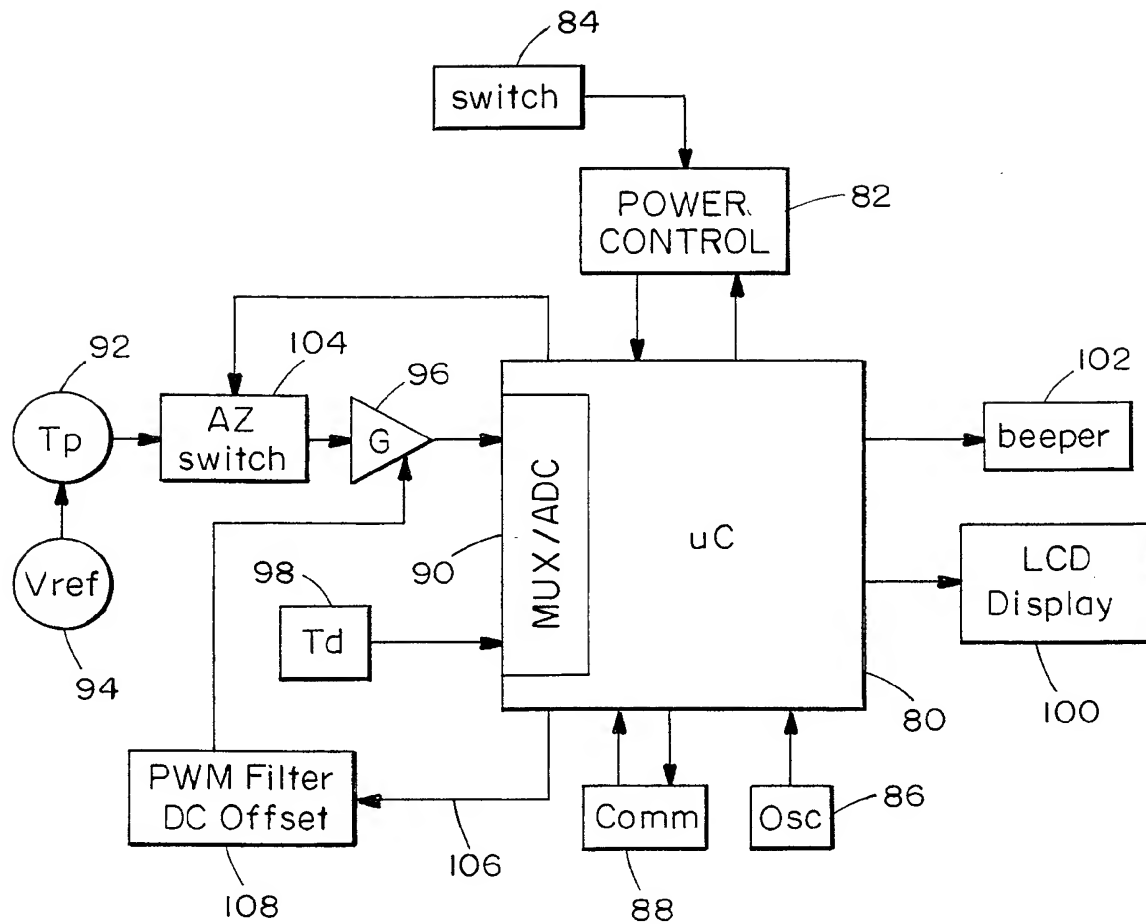 84
switch
POWER
CONTROL
82
92
104
96
102
Tp
AZ
switch
G
beeper
90
MUX/ADC
uC
Vref
98
LCD
Display
Td
94
80
100
PWM Filter
DC Offset
Comm
Osc
86
106
108
88